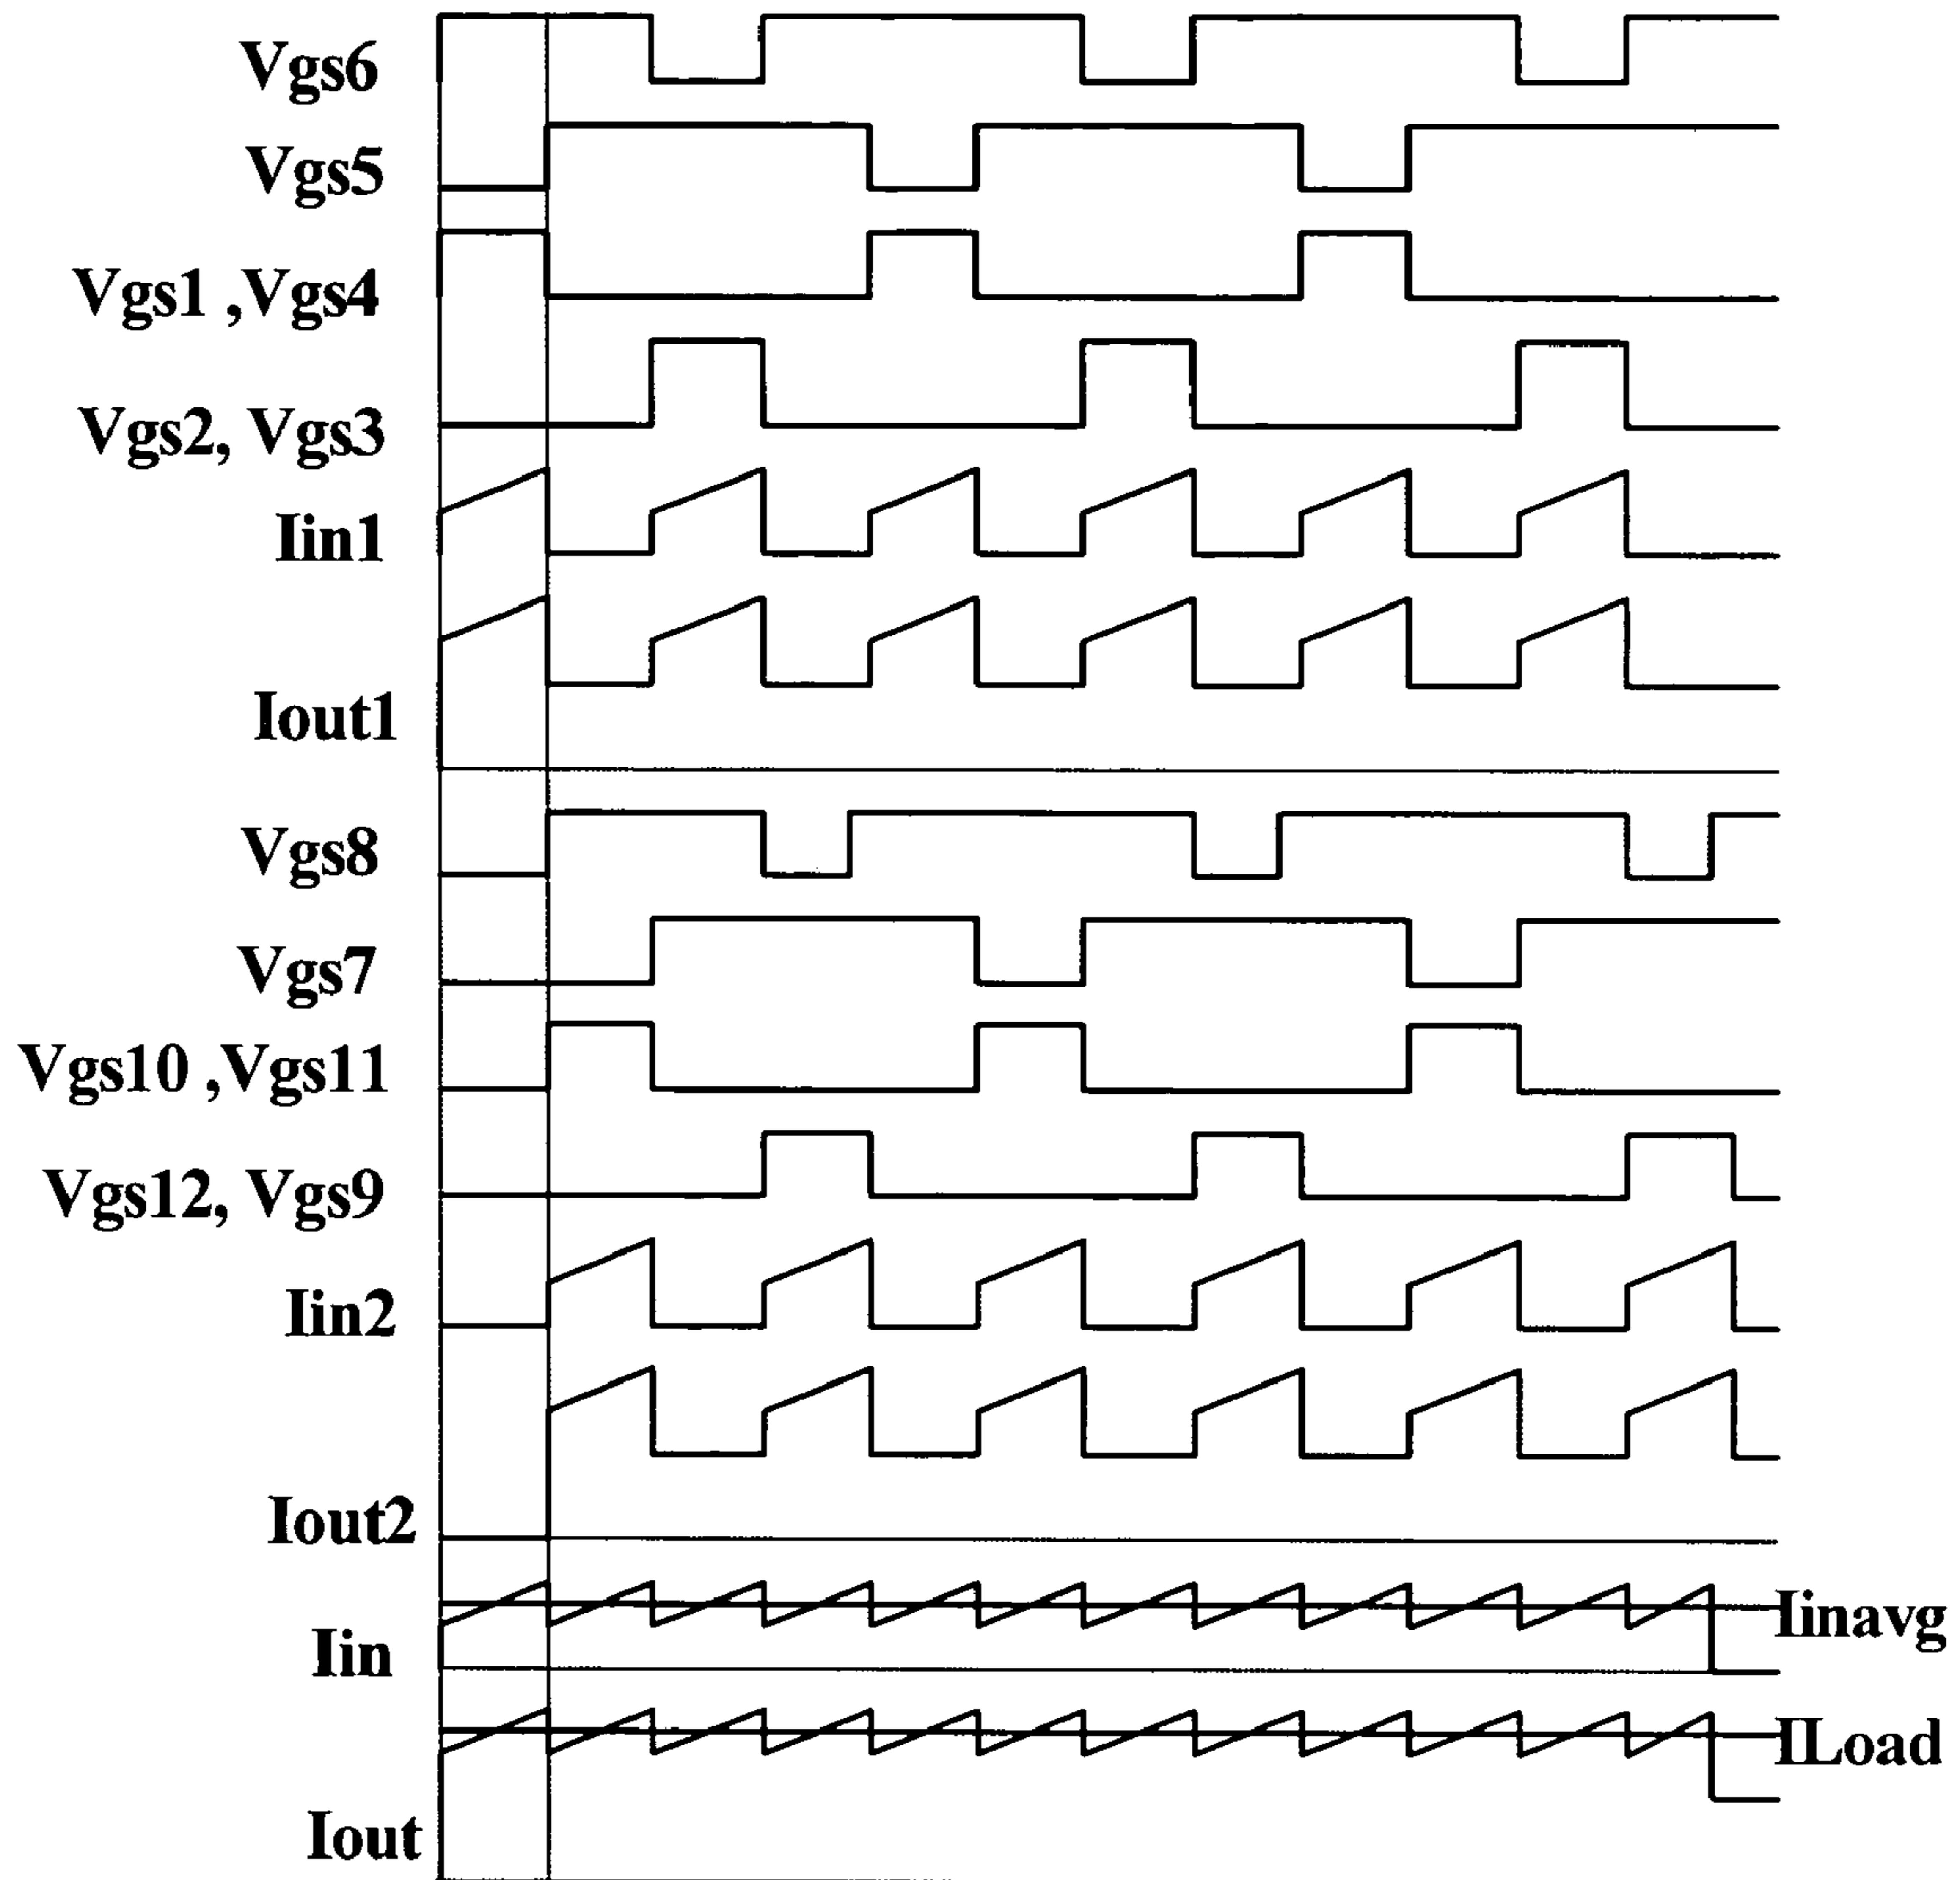 Vgs6
Vgs5
Vgs1 ,Vgs4
Vgs2, Vgs3
Iin1
Iout1
Vgs8
Vgs7
Vgs10 ,Vgs11
Vgs12, Vgs9
Iin2
Iout2
Iin
Iinavg
ILoad
Iout